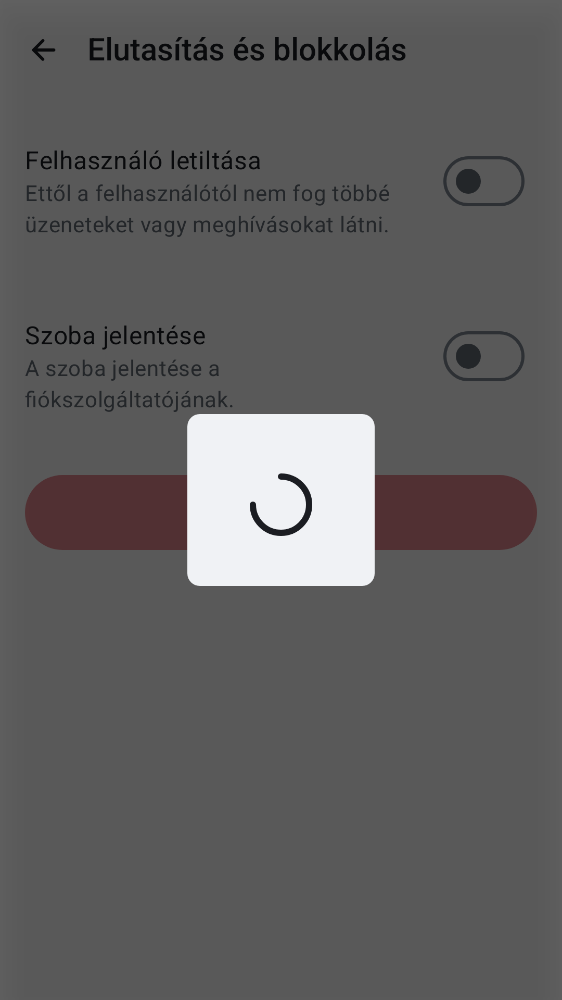 Elutasítás és blokkolás
Felhasználó letiltása
Ettől a felhasználótól nem fog többé
üzeneteket vagy meghívásokat látni.
Szoba jelentése
A szoba jelentése a
fiókszolgáltatójának.